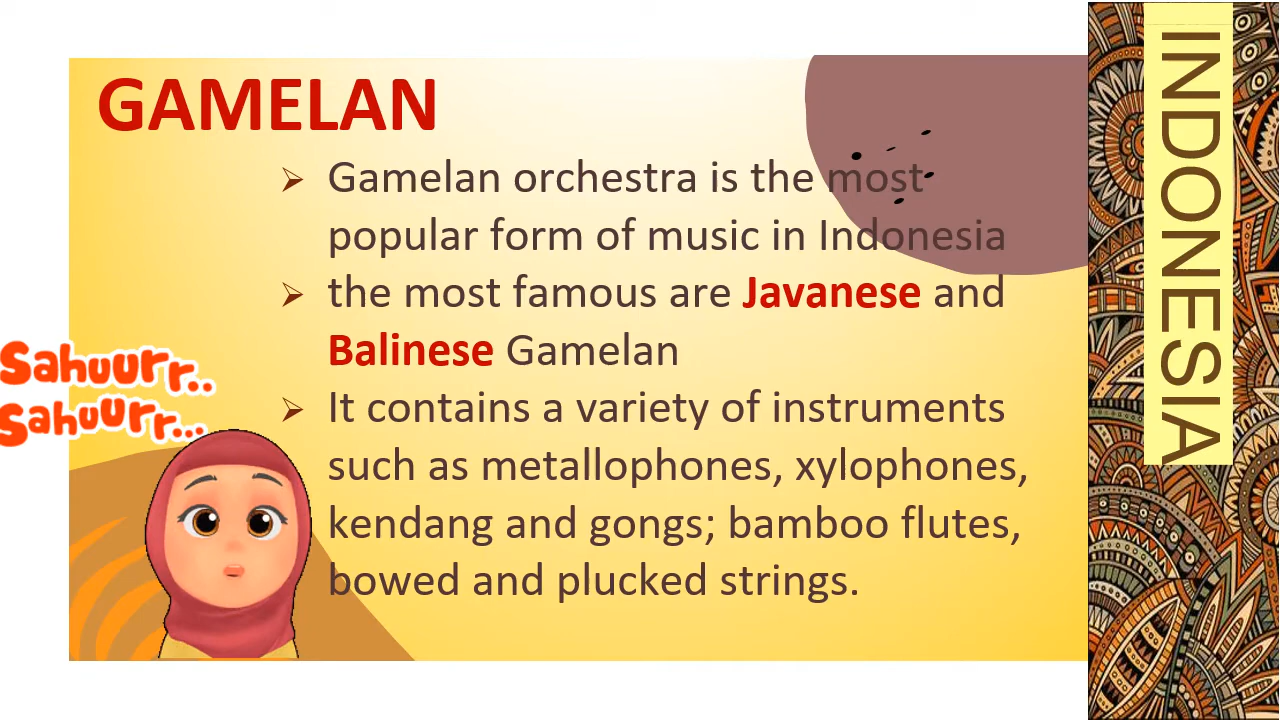 GAMELAN
Gamelan orchestra is the most
popular form of music in Indonesia
the most famous are Javanese and
Balinese Gamelan
It contains a variety of instruments
such as metallophones, xylophones,
kendang and gongs; bamboo flutes,
bowed and plucked strings.
Sahuurr..
Sahuurr...
INDONESIA